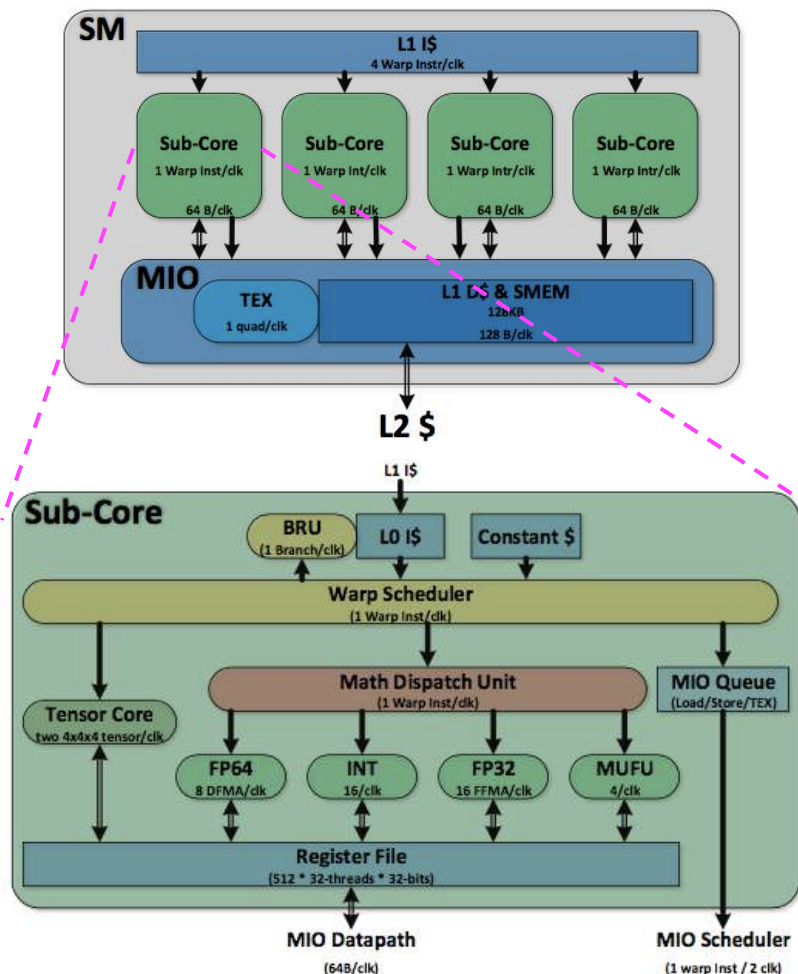 SM
L1 I$
4 Warp Instr/clk
Sub-Core
1 Warp Inst/clk
64 B/clk
Sub-Core
1 Warp Int/clk
64 B/clk
Sub-Core
1 Warp Intr/clk
64 B/clk
Sub-Core
1 Warp Intr/clk
64 B/clk
MIO
TEX
1 quad/clk
L1 D$ & SMEM
128KB
128 B/clk
L2 $
L1 I$
Sub-Core
BRU
(1 Branch/clk)
L0 I$
Constant $
Warp Scheduler
(1 Warp Inst/clk)
Math Dispatch Unit
(1 Warp Inst/clk)
MIO Queue
(Load/Store/TEX)
Tensor Core
two 4x4x4 tensor/clk
FP64
8 DFMA/clk
INT
16/clk
FP32
16 FFMA/clk
MUFU
4/clk
Register File
(512 * 32-threads * 32-bits)
MIO Datapath
(64B/clk)
MIO Scheduler
(1 warp Inst / 2 clk)